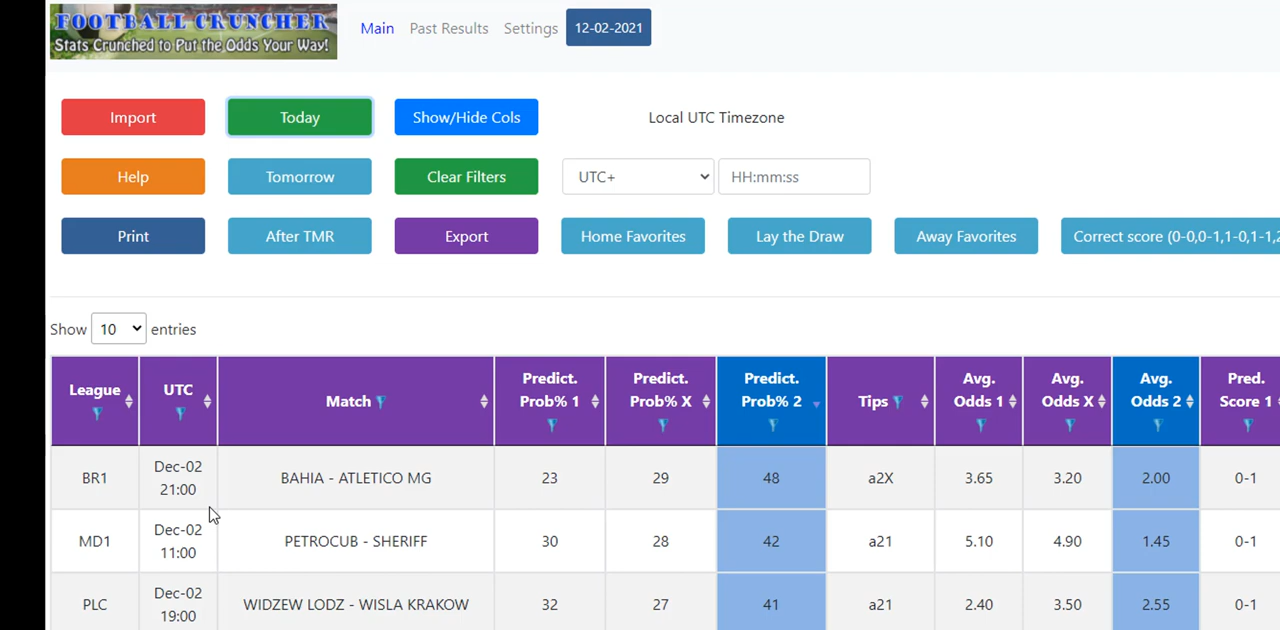 FOOTBALL CRUNCHER
Stats Crunched to Put the Odds Your Way!
Main Past Results Settings 12-02-2021
Import Today Show/Hide Cols Local UTC Timezone
Help Tomorrow Clear Filters UTC+ HH:mm:ss
Print After TMR Export Home Favorites Lay the Draw Away Favorites Correct score (0-0,0-1,1-0,1-1,2
Show 10 entries
League UTC Match Predict. Prob% 1 Predict. Prob% X Predict. Prob% 2 Tips Avg. Odds 1 Avg. Odds X Avg. Odds 2 Pred. Score 1
BR1 Dec-02 21:00 BAHIA - ATLETICO MG 23 29 48 a2X 3.65 3.20 2.00 0-1
MD1 Dec-02 11:00 PETROCUB - SHERIFF 30 28 42 a21 5.10 4.90 1.45 0-1
PLC Dec-02 19:00 WIDZEW LODZ - WISLA KRAKOW 32 27 41 a21 2.40 3.50 2.55 0-1